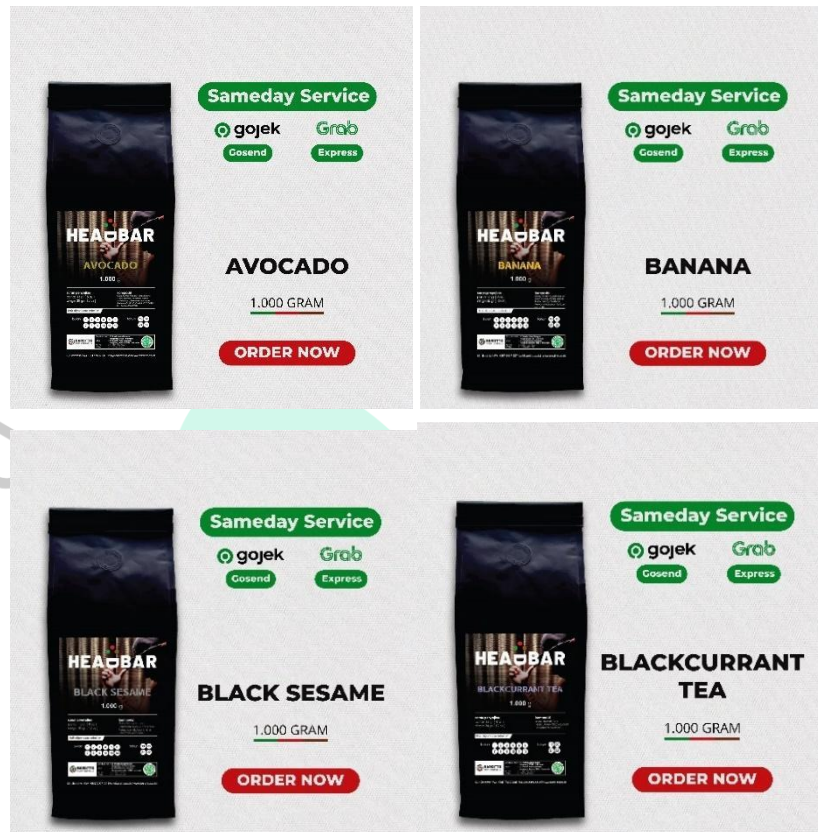 Sameday Service
gojek Grab
Gosend Express
HEADBAR
AVOCADO
1.000 g
AVOCADO
1.000 GRAM
ORDER NOW
Sameday Service
gojek Grab
Gosend Express
HEADBAR
BANANA
1.000 g
BANANA
1.000 GRAM
ORDER NOW
Sameday Service
gojek Grab
Gosend Express
HEADBAR
BLACK SESAME
1.000 g
BLACK SESAME
1.000 GRAM
ORDER NOW
Sameday Service
gojek Grab
Gosend Express
HEADBAR
BLACKCURRANT TEA
1.000 g
BLACKCURRANT
TEA
1.000 GRAM
ORDER NOW